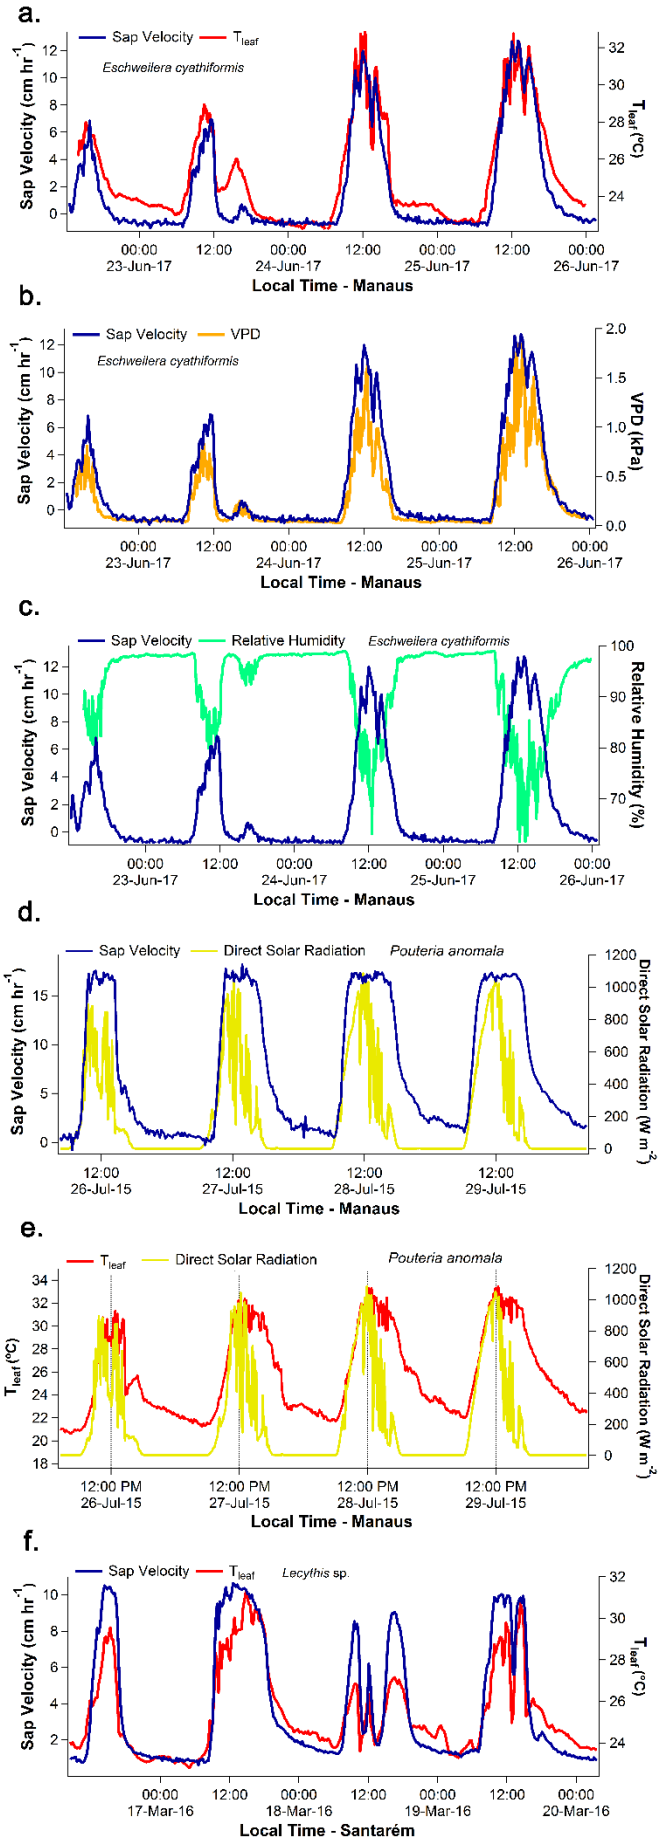 a.
Sap Velocity Tleaf
Eschweilera cyathiformis
Sap Velocity (cm hr-1)
12
10
8
6
4
2
0
Tleaf (ºC)
32
30
28
26
24
00:00 12:00 00:00 12:00 00:00 12:00 00:00
23-Jun-17 24-Jun-17 25-Jun-17 26-Jun-17
Local Time - Manaus
b.
Sap Velocity VPD
Eschweilera cyathiformis
Sap Velocity (cm hr-1)
12
10
8
6
4
2
0
VPD (kPa)
2.0
1.5
1.0
0.5
0.0
00:00 12:00 00:00 12:00 00:00 12:00 00:00
23-Jun-17 24-Jun-17 25-Jun-17 26-Jun-17
Local Time - Manaus
c.
Sap Velocity Relative Humidity Eschweilera cyathiformis
Sap Velocity (cm hr-1)
12
10
8
6
4
2
0
Relative Humidity (%)
100
90
80
70
00:00 12:00 00:00 12:00 00:00 12:00 00:00
23-Jun-17 24-Jun-17 25-Jun-17 26-Jun-17
Local Time - Manaus
d.
Sap Velocity Direct Solar Radiation Pouteria anomala
Sap Velocity (cm hr-1)
15
10
5
0
Direct Solar Radiation (W m-2)
1200
1000
800
600
400
200
0
12:00 12:00 12:00 12:00
26-Jul-15 27-Jul-15 28-Jul-15 29-Jul-15
Local Time - Manaus
e.
Tleaf Direct Solar Radiation Pouteria anomala
Tleaf (ºC)
34
32
30
28
26
24
22
20
18
Direct Solar Radiation (W m-2)
1200
1000
800
600
400
200
0
12:00 PM 12:00 PM 12:00 PM 12:00 PM
26-Jul-15 27-Jul-15 28-Jul-15 29-Jul-15
Local Time - Manaus
f.
Sap Velocity Tleaf Lecythis sp.
Sap Velocity (cm hr-1)
10
8
6
4
2
Tleaf (ºC)
32
30
28
26
24
00:00 12:00 00:00 12:00 00:00 12:00 00:00
17-Mar-16 18-Mar-16 19-Mar-16 20-Mar-16
Local Time - Santarém